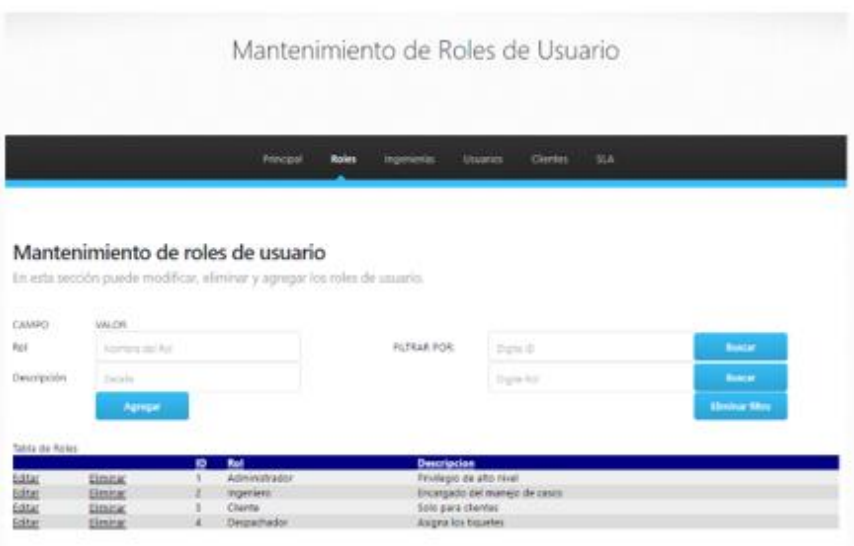 Mantenimiento de Roles de Usuario
Principal Roles Ingenierías Usuarios Clientes SLA
Mantenimiento de roles de usuario
En esta sección puede modificar, eliminar y agregar los roles de usuario.
CAMPO VALOR
Rol Nombre del Rol FILTRAR POR: Digite ID Buscar
Descripción Detalle Digite Rol Buscar
Agregar Eliminar filtro
Tabla de Roles
ID Rol Descripcion
Editar Eliminar 1 Administrador Privilegio de alto nivel
Editar Eliminar 2 Ingeniero Encargado del manejo de casos
Editar Eliminar 3 Cliente Solo para clientes
Editar Eliminar 4 Despachador Asigna los tiquetes